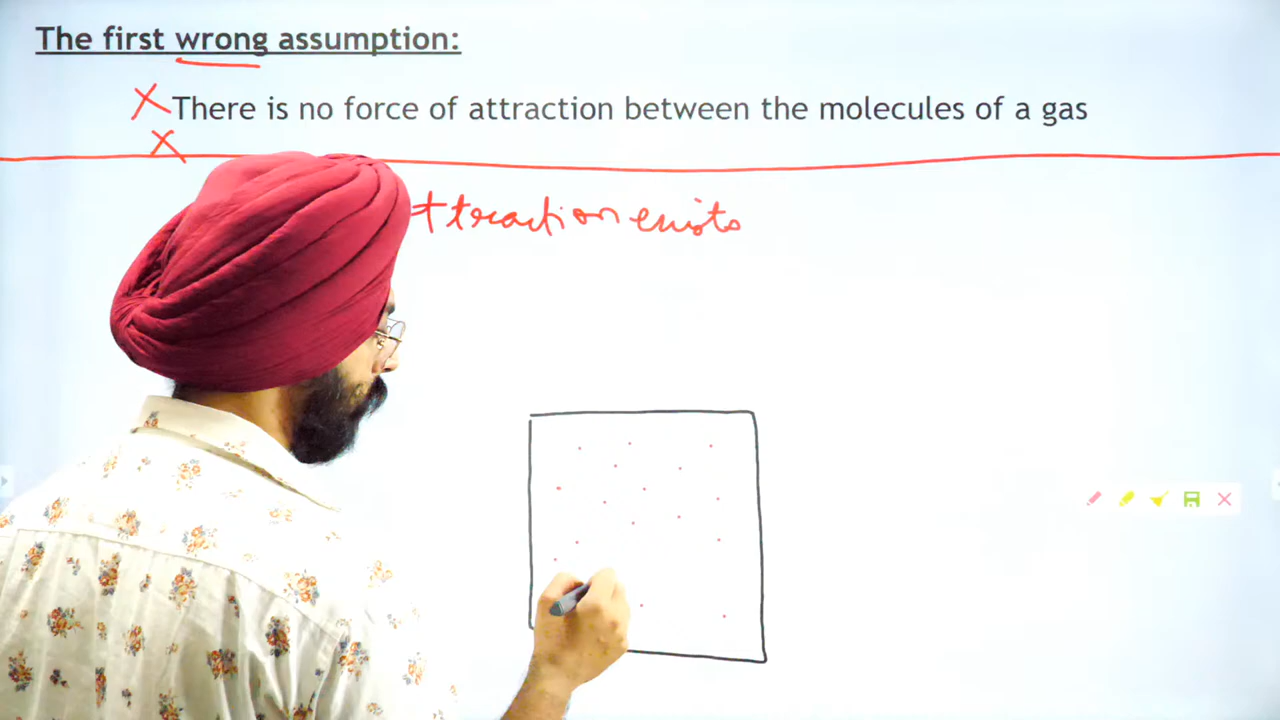 The first wrong assumption:
There is no force of attraction between the molecules of a gas
ttraction exists